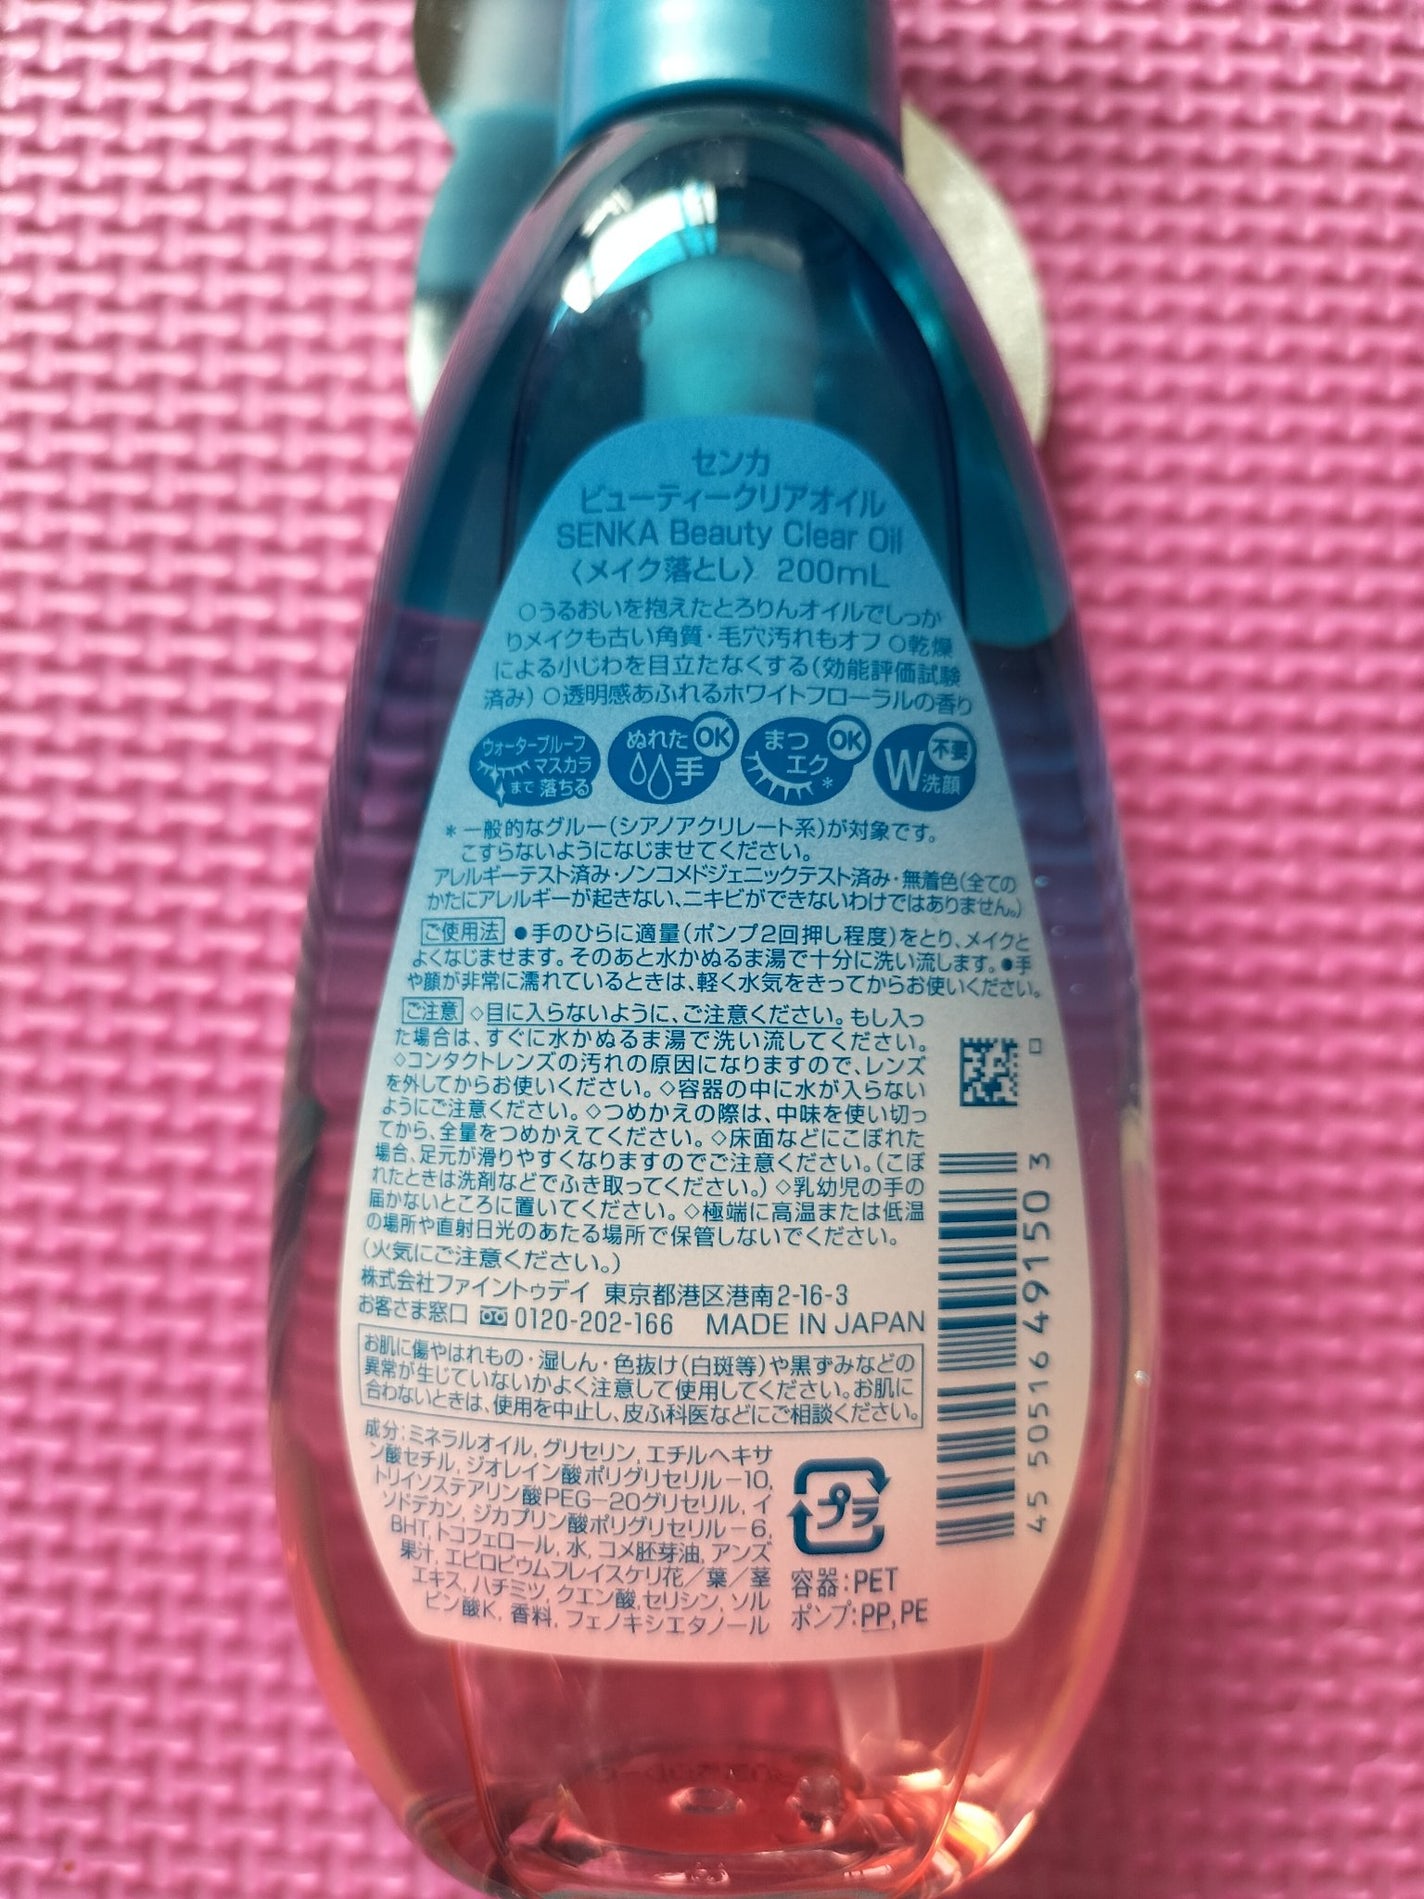 センカ
ビューティークリアオイル
SENKA Beauty Clear Oil
〈メイク落とし〉 200mL
○うるおいを抱えたとろりんオイルでしっか
りメイクも古い角質・毛穴汚れもオフ ○乾燥
による小じわを目立たなくする(効能評価試験
済み) ○透明感あふれるホワイトフローラルの香り
ウォータープルーフ
マスカラ
まで 落ちる
ぬれた
手
OK
まつ
エク
*
OK
W洗顔
不要
*一般的なグルー(シアノアクリレート系)が対象です。
こすらないようになじませてください。
アレルギーテスト済み・ノンコメドジェニックテスト済み・無着色(全ての
かたにアレルギーが起きない、ニキビができないわけではありません。)
ご使用法 ●手のひらに適量(ポンプ2回押し程度)をとり、メイクと
よくなじませます。そのあと水かぬるま湯で十分に洗い流します。●手
や顔が非常に濡れているときは、軽く水気をきってからお使いください。
ご注意 ◇目に入らないように、ご注意ください。もし入っ
た場合は、すぐに水かぬるま湯で洗い流してください。
◇コンタクトレンズの汚れの原因になりますので、レンズ
を外してからお使いください。◇容器の中に水が入らない
ようにご注意ください。◇つめかえの際は、中味を使い切っ
てから、全量をつめかえてください。◇床面などにこぼれた
場合、足元が滑りやすくなりますのでご注意ください。(こぼ
れたときは洗剤などでふき取ってください。) ◇乳幼児の手の
届かないところに置いてください。◇極端に高温または低温
の場所や直射日光のあたる場所で保管しないでください。
(火気にご注意ください。)
株式会社ファイントゥデイ 東京都港区港南2-16-3
お客さま窓口 0120-202-166 MADE IN JAPAN
お肌に傷やはれもの・湿しん・色抜け(白斑等)や黒ずみなどの
異常が生じていないかよく注意して使用してください。お肌に
合わないときは、使用を中止し、皮ふ科医などにご相談ください。
成分:ミネラルオイル, グリセリン, エチルヘキサ
ン酸セチル, ジオレイン酸ポリグリセリル－10,
トリイソステアリン酸PEG－20グリセリル, イ
ソドデカン, ジカプリン酸ポリグリセリル－6,
BHT, トコフェロール, 水, コメ胚芽油, アンズ
果汁, エピロビウムフレイスケリ花／葉／茎
エキス, ハチミツ, クエン酸, セリシン, ソル
ビン酸K, 香料, フェノキシエタノール
プラ
容器:PET
ポンプ:PP, PE
45 50516 491503